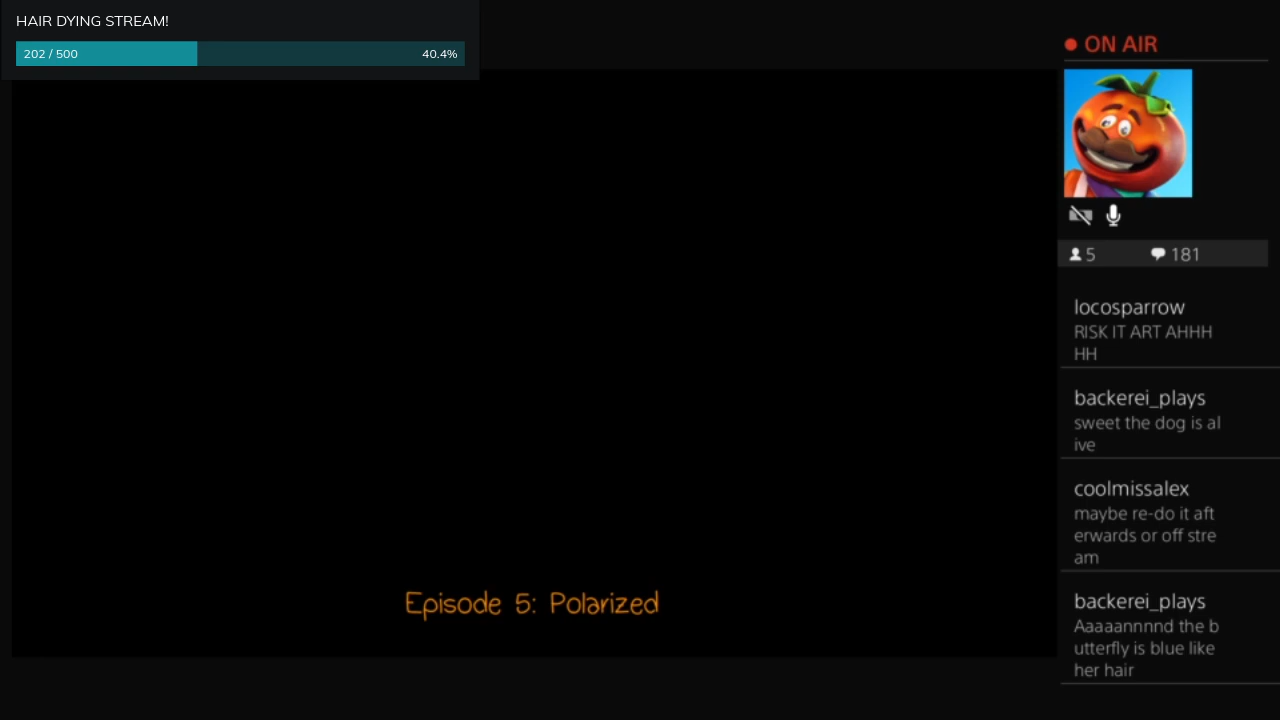 HAIR DYING STREAM!
202 / 500
40.4%
ON AIR
5
181
locosparrow
RISK IT ART AHHH
HH
backerei_plays
sweet the dog is al
ive
coolmissalex
maybe re-do it aft
erwards or off stre
am
backerei_plays
Aaaaannnnd the b
utterfly is blue like
her hair
Episode 5: Polarized